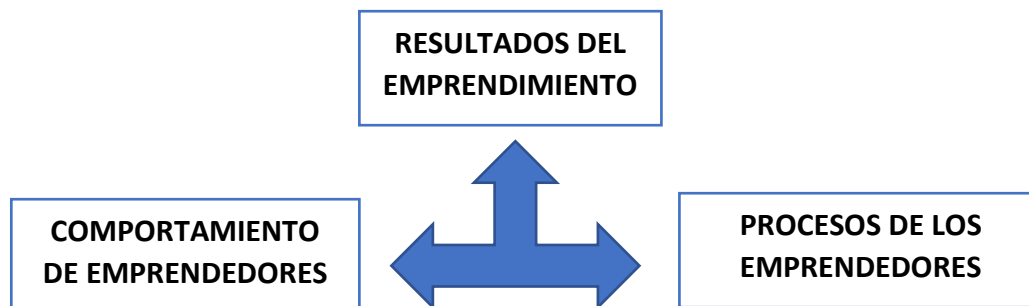 RESULTADOS DEL
EMPRENDIMIENTO
COMPORTAMIENTO
DE EMPRENDEDORES
PROCESOS DE LOS
EMPRENDEDORES